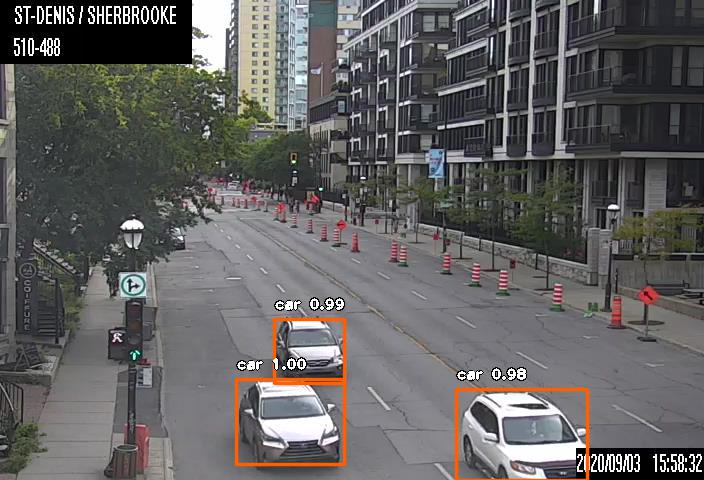 ST-DENIS / SHERBROOKE
510-488
car 0.99
car 1.00
car 0.98
COIFFURE
2020/09/03 15:58:32